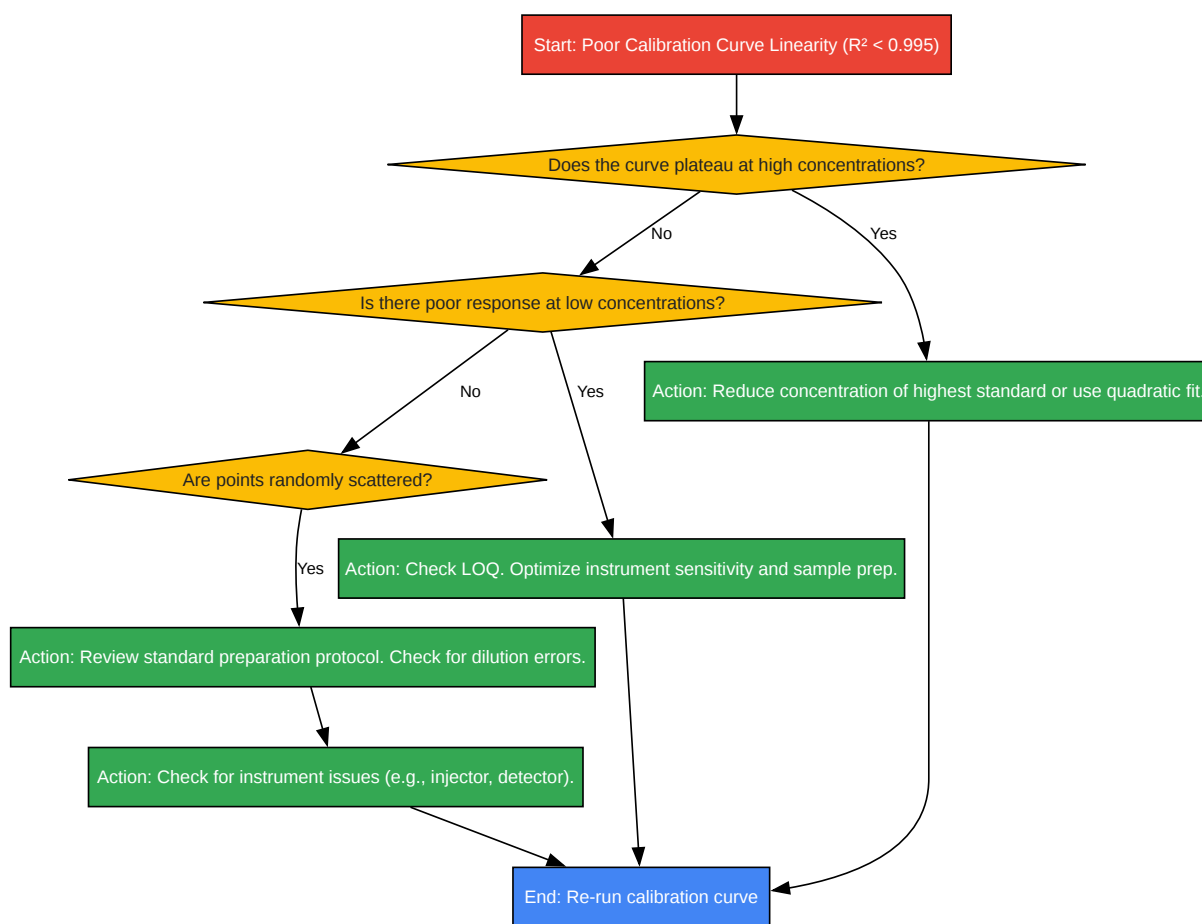 Start: Poor Calibration Curve Linearity (R² < 0.995)
Does the curve plateau at high concentrations?
No
Yes
Is there poor response at low concentrations?
Action: Reduce concentration of highest standard or use quadratic fit.
No
Yes
Are points randomly scattered?
Action: Check LOQ. Optimize instrument sensitivity and sample prep.
Yes
Action: Review standard preparation protocol. Check for dilution errors.
Action: Check for instrument issues (e.g., injector, detector).
End: Re-run calibration curve